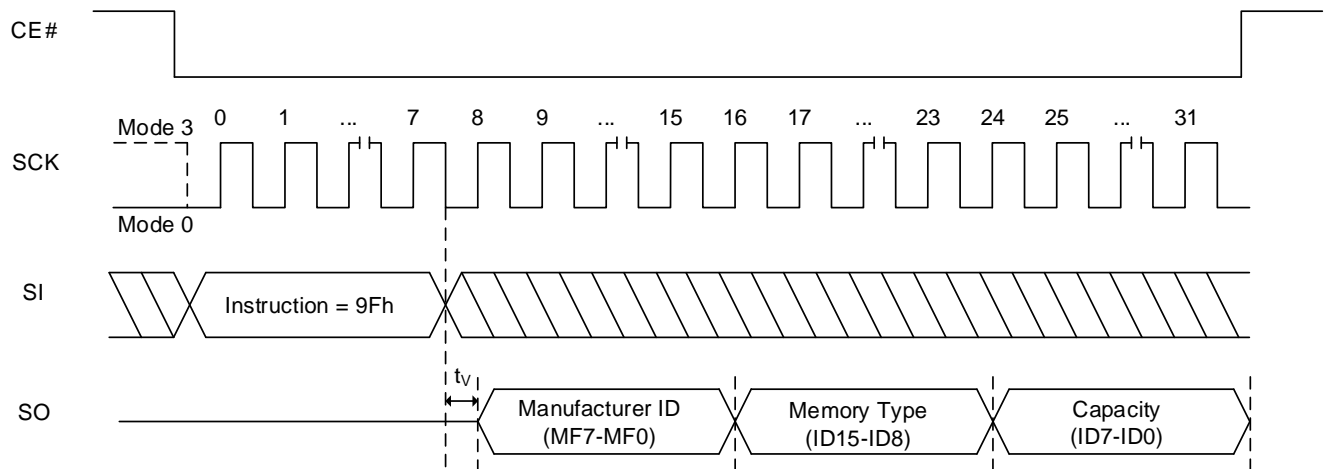 CE#
0 1 ... 7 8 9 ... 15 16 17 ... 23 24 25 ... 31
Mode 3
SCK
Mode 0
SI
Instruction = 9Fh
tV
SO
Manufacturer ID
(MF7-MF0)
Memory Type
(ID15-ID8)
Capacity
(ID7-ID0)